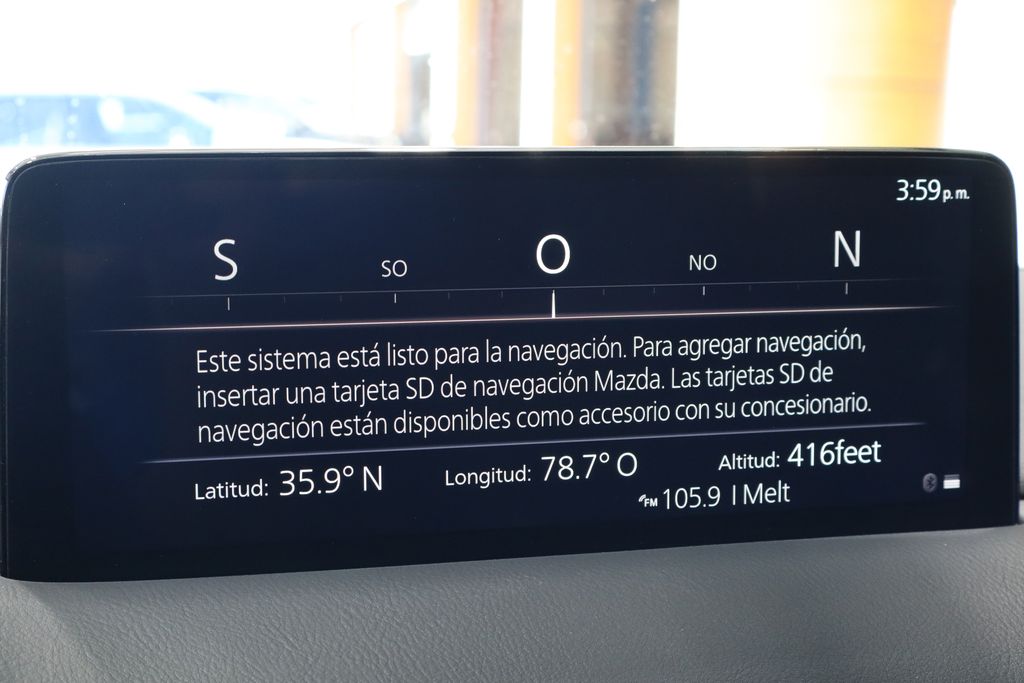 3:59 p.m.
S SO O NO N
Este sistema está listo para la navegación. Para agregar navegación,
insertar una tarjeta SD de navegación Mazda. Las tarjetas SD de
navegación están disponibles como accesorio con su concesionario.
Latitud: 35.9° N Longitud: 78.7° O Altitud: 416feet
FM 105.9 I Melt